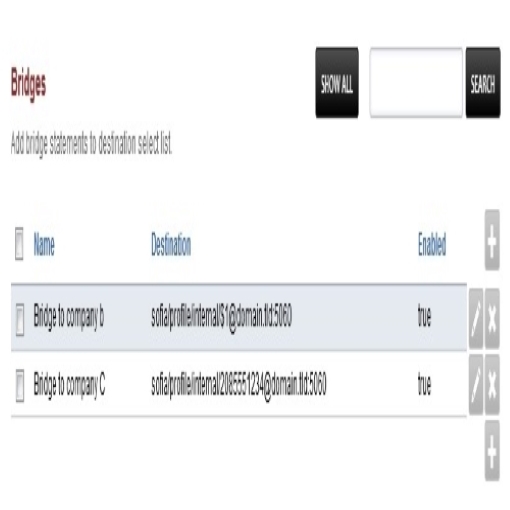 Bridges
SHOW ALL
SEARCH
Add bridge statements to destination select list.
Name Destination Enabled
Bridge to company b sofia/profile/internal/$1@domain.tld:5060 true
Bridge to company C sofia/profile/internal/2085551234@domain.tld:5060 true